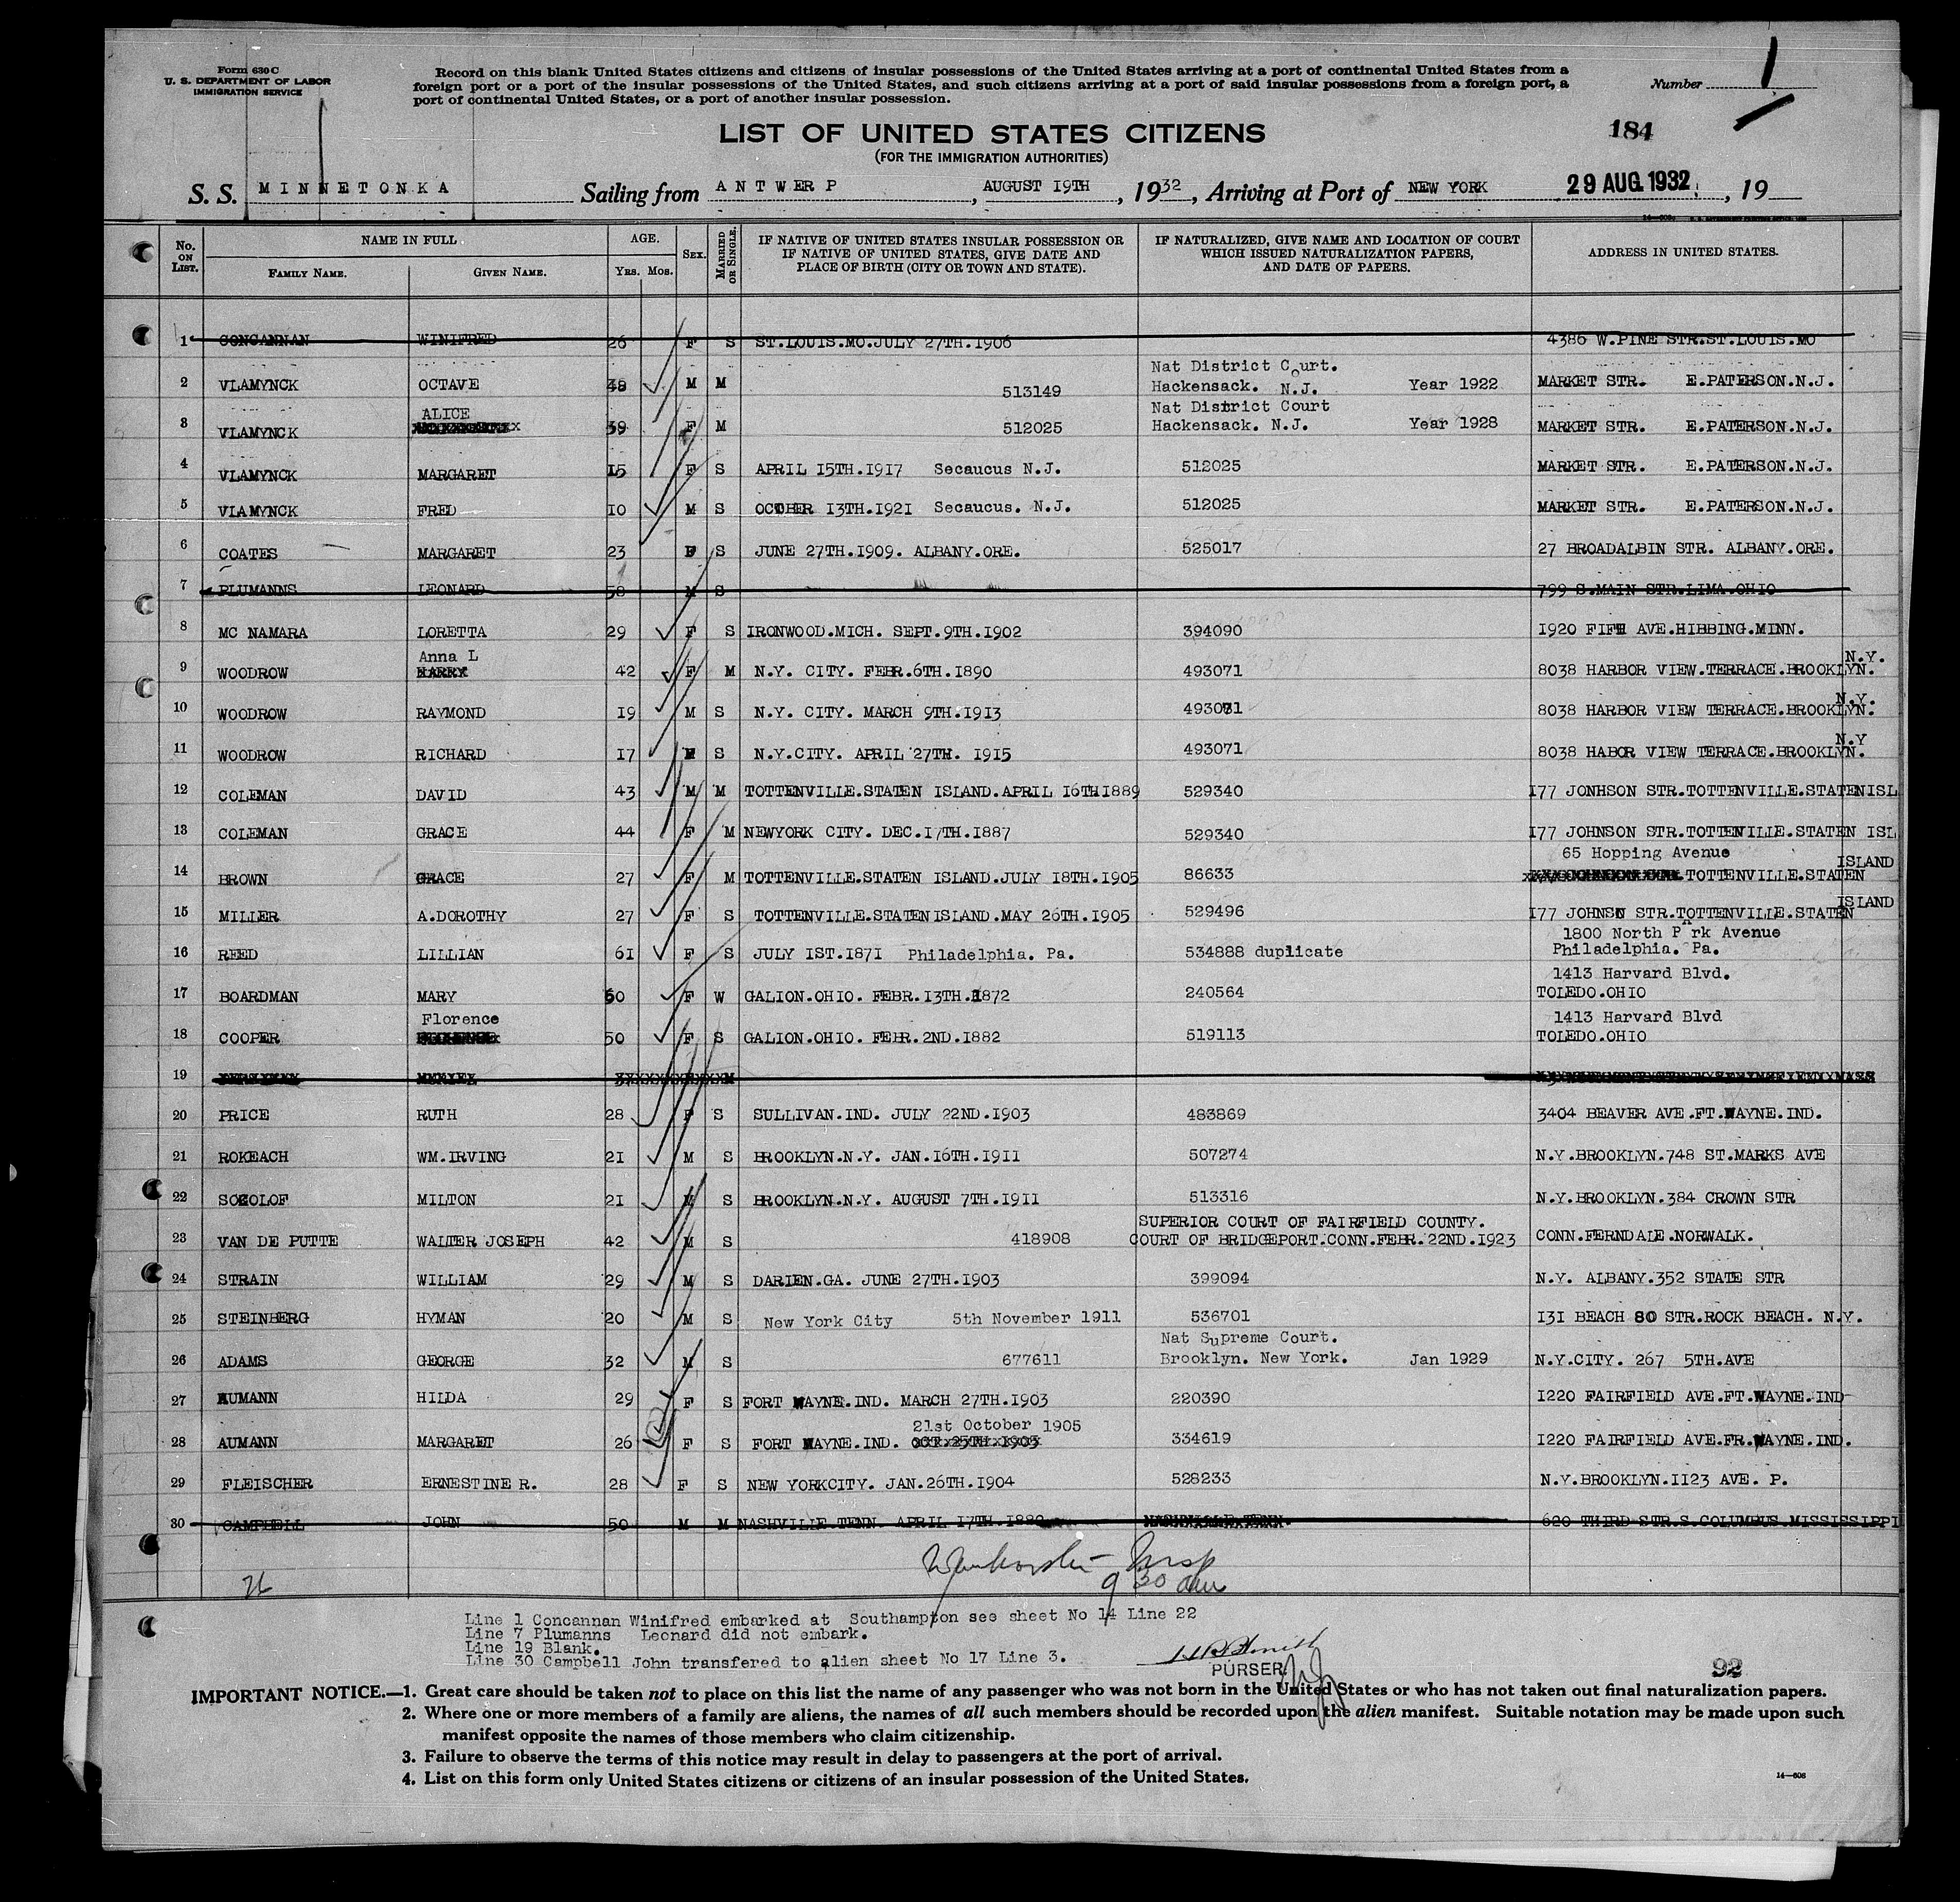 Form 630 C
U. S. DEPARTMENT OF LABOR
IMMIGRATION SERVICE
Record on this blank United States citizens and citizens of insular possessions of the United States arriving at a port of continental United States from a
foreign port or a port of the insular possessions of the United States, and such citizens arriving at a port of said insular possessions from a foreign port, a
port of continental United States, or a port of another insular possession.
Number 1
LIST OF UNITED STATES CITIZENS
(FOR THE IMMIGRATION AUTHORITIES)
184
S. S. MINNETONKA Sailing from ANTWERP, AUGUST 19TH, 1932, Arriving at Port of NEW YORK 29 AUG. 1932, 19
No. ON LIST. NAME IN FULL FAMILY NAME. GIVEN NAME. AGE. YRS. MOS. SEX. MARRIED OR SINGLE. IF NATIVE OF UNITED STATES INSULAR POSSESSION OR IF NATIVE OF UNITED STATES, GIVE DATE AND PLACE OF BIRTH (CITY OR TOWN AND STATE). IF NATURALIZED, GIVE NAME AND LOCATION OF COURT WHICH ISSUED NATURALIZATION PAPERS, AND DATE OF PAPERS. ADDRESS IN UNITED STATES.
1 CONCANNAN WINIFRED 26 F S ST.LOUIS.MO.JULY 27TH.1906 4386 W.PINE STR.ST.LOUIS.MO
Nat District Court.
2 VLAMYNCK OCTAVE 38 M M 513149 Hackensack. N.J. Year 1922 MARKET STR. E.PATERSON.N.J.
ALICE Nat District Court
3 VLAMYNCK 39 F M 512025 Hackensack. N.J. Year 1928 MARKET STR. E.PATERSON.N.J.
4 VLAMYNCK MARGARET 15 F S APRIL 15TH.1917 Secaucus N.J. 512025 MARKET STR. E.PATERSON.N.J.
5 VLAMYNCK FRED 10 M S OCTOBER 13TH.1921 Secaucus. N.J. 512025 MARKET STR. E.PATERSON.N.J.
6 COATES MARGARET 23 F S JUNE 27TH.1909. ALBANY.ORE. 525017 27 BROADALBIN STR. ALBANY.ORE.
7 PLUMANNS LEONARD 58 M S 799 S.MAIN STR.LIMA.OHIO
8 MC NAMARA LORETTA 29 F S IRONWOOD.MICH. SEPT.9TH.1902 394090 1920 FIFH AVE.HIBBING.MINN.
Anna L N.Y.
9 WOODROW HARRY 42 F M N.Y. CITY. FEBR.6TH.1890 493071 8038 HARBOR VIEW.TERRACE.BROOKLYN.
N.Y.
10 WOODROW RAYMOND 19 M S N.Y. CITY. MARCH 9TH.1913 493071 8038 HARBOR VIEW TERRACE.BROOKLYN.
N.Y
11 WOODROW RICHARD 17 M S N.Y.CITY. APRIL 27TH. 1915 493071 8038 HABOR VIEW TERRACE.BROOKLYN.
12 COLEMAN DAVID 43 M M TOTTENVILLE.STATEN ISLAND.APRIL 16TH.1889 529340 177 JONHSON STR.TOTTENVILLE.STATENISL
13 COLEMAN GRACE 44 F M NEWYORK CITY. DEC.17TH.1887 529340 177 JOHNSON STR.TOTTENVILLE.STATEN ISL
65 Hopping Avenue ISLAND
14 BROWN GRACE 27 F M TOTTENVILLE.STATEN ISLAND.JULY 18TH.1905 86633 TOTTENVILLE.STATEN
ISLAND
15 MILLER A.DOROTHY 27 F S TOTTENVILLE.STATEN ISLAND.MAY 26TH.1905 529496 177 JOHNSON STR.TOTTENVILLE.STATEN
1800 North Park Avenue
16 REED LILLIAN 61 F S JULY 1ST.1871 Philadelphia. Pa. 534888 duplicate Philadelphia. Pa.
1413 Harvard Blvd.
17 BOARDMAN MARY 60 F W GALION.OHIO. FEBR.13TH.1872 240564 TOLEDO.OHIO
Florence 1413 Harvard Blvd
18 COOPER 50 F S GALION.OHIO. FEBR.2ND.1882 519113 TOLEDO.OHIO
19
20 PRICE RUTH 28 F S SULLIVAN.IND. JULY 22ND.1903 483869 3404 BEAVER AVE.FT.WAYNE.IND.
21 ROKEACH WM.IRVING 21 M S BROOKLYN.N.Y. JAN.16TH.1911 507274 N.Y.BROOKLYN.748 ST.MARKS AVE
22 SOKOLOF MILTON 21 M S BROOKLYN.N.Y. AUGUST 7TH.1911 513316 N.Y.BROOKLYN.384 CROWN STR
SUPERIOR COURT OF FAIRFIELD COUNTY.
23 VAN DE PUTTE WALTER JOSEPH 42 M S 418908 COURT OF BRIDGEPORT.CONN.FEBR.22ND.1923 CONN.FERNDALE.NORWALK.
24 STRAIN WILLIAM 29 M S DARIEN.GA. JUNE 27TH.1903 399094 N.Y. ALBANY.352 STATE STR
25 STEINBERG HYMAN 20 M S New York City 5th November 1911 536701 131 BEACH 80 STR.ROCK BEACH. N.Y.
Nat Supreme Court.
26 ADAMS GEORGE 32 M S 677611 Brooklyn. New York. Jan 1929 N.Y.CITY. 267 5TH.AVE
27 AUMANN HILDA 29 F S FORT WAYNE.IND. MARCH 27TH.1903 220390 1220 FAIRFIELD AVE.FT.WAYNE.IND
21st October 1905
28 AUMANN MARGARET 26 F S FORT WAYNE.IND. OCT.25TH.1903 334619 1220 FAIRFIELD AVE.FR.WAYNE.IND.
29 FLEISCHER ERNESTINE R. 28 F S NEW YORKCITY. JAN.26TH.1904 528233 N.Y.BROOKLYN.1123 AVE. P.
30 CAMPBELL JOHN 50 M M NASHVILLE.TENN. APRIL 17TH.1882 NASHVILLE.TENN. 620 THIRD STR.S.COLUMBUS.MISSISSIPPI
Insp
26 9 30 am
Line 1 Concannan Winifred embarked at Southampton see sheet No 14 Line 22
Line 7 Plumanns Leonard did not embark.
Line 19 Blank.
Line 30 Campbell John transfered to alien sheet No 17 Line 3.
PURSER.
92
IMPORTANT NOTICE.—1. Great care should be taken not to place on this list the name of any passenger who was not born in the United States or who has not taken out final naturalization papers.
2. Where one or more members of a family are aliens, the names of all such members should be recorded upon the alien manifest. Suitable notation may be made upon such
manifest opposite the names of those members who claim citizenship.
3. Failure to observe the terms of this notice may result in delay to passengers at the port of arrival.
4. List on this form only United States citizens or citizens of an insular possession of the United States.